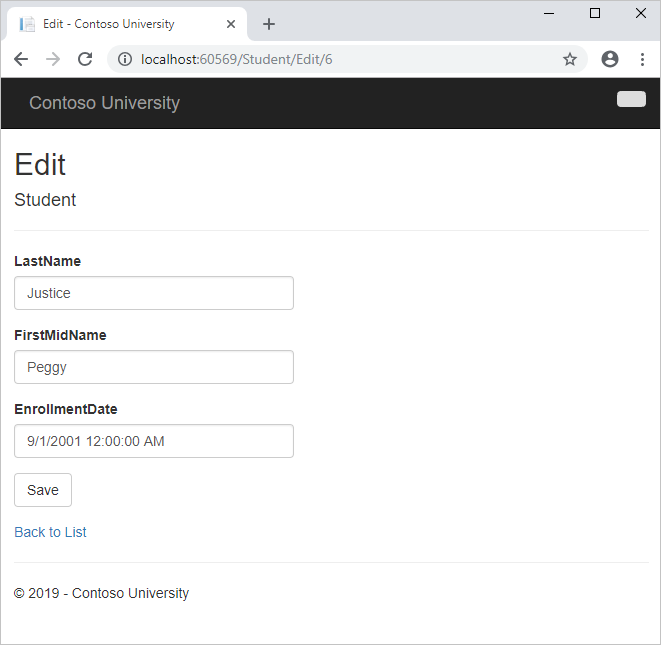 Edit - Contoso University
localhost:60569/Student/Edit/6
Contoso University
Edit
Student
LastName
Justice
FirstMidName
Peggy
EnrollmentDate
9/1/2001 12:00:00 AM
Save
Back to List
© 2019 - Contoso University